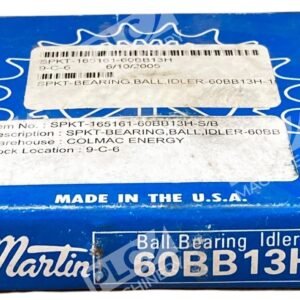 SPKT-165161-60BB13H
9-C-6 6/10/2005
SPKT-BEARING,BALL,IDLER-60BB13H-1
em No. : SPKT-165161-60BB13H-S/B
escription : SPKT-BEARING,BALL,IDLER-60BB
arehouse : COLMAC ENERGY
ock Location : 9-C-6
MADE IN THE U.S.A.
Martin
Ball Bearing Idler
60BB13H